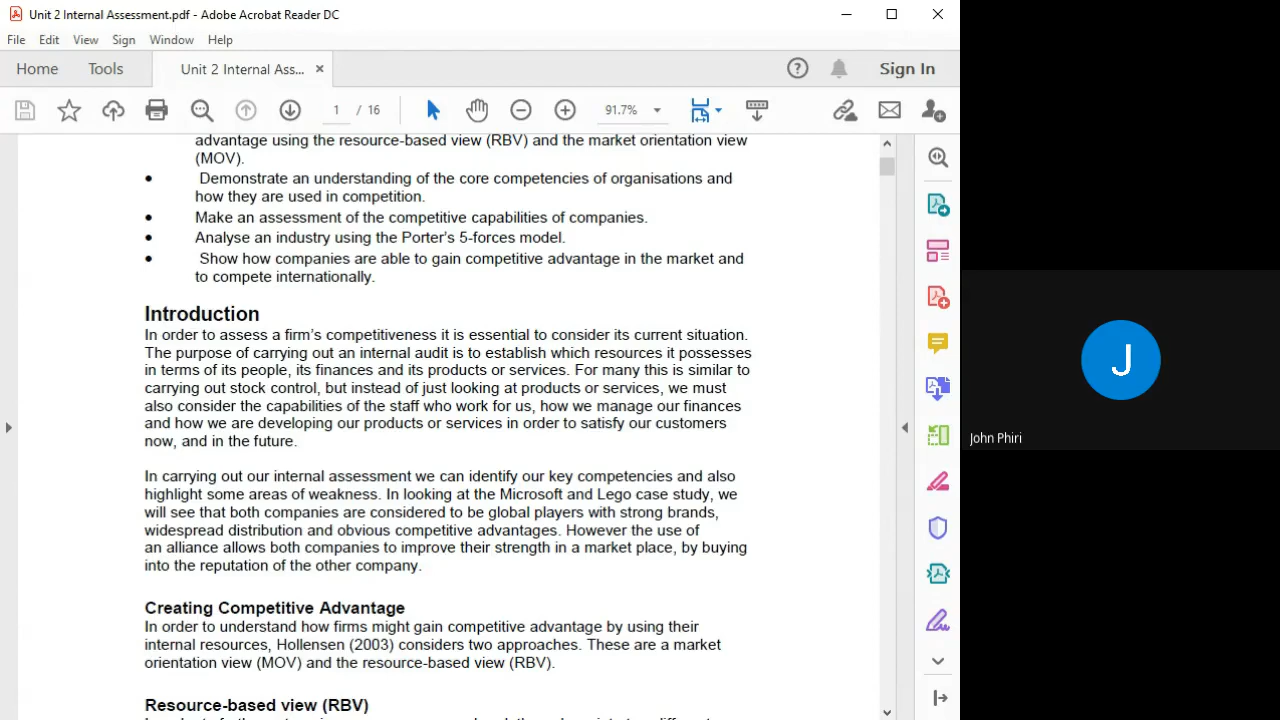 Unit 2 Internal Assessment.pdf - Adobe Acrobat Reader DC
File Edit View Sign Window Help
Home Tools Unit 2 Internal Ass... Sign In
1 / 16 91.7%
advantage using the resource-based view (RBV) and the market orientation view
(MOV).
• Demonstrate an understanding of the core competencies of organisations and
how they are used in competition.
• Make an assessment of the competitive capabilities of companies.
• Analyse an industry using the Porter's 5-forces model.
• Show how companies are able to gain competitive advantage in the market and
to compete internationally.
Introduction
In order to assess a firm's competitiveness it is essential to consider its current situation.
The purpose of carrying out an internal audit is to establish which resources it possesses
in terms of its people, its finances and its products or services. For many this is similar to
carrying out stock control, but instead of just looking at products or services, we must
also consider the capabilities of the staff who work for us, how we manage our finances
and how we are developing our products or services in order to satisfy our customers
now, and in the future.
In carrying out our internal assessment we can identify our key competencies and also
highlight some areas of weakness. In looking at the Microsoft and Lego case study, we
will see that both companies are considered to be global players with strong brands,
widespread distribution and obvious competitive advantages. However the use of
an alliance allows both companies to improve their strength in a market place, by buying
into the reputation of the other company.
Creating Competitive Advantage
In order to understand how firms might gain competitive advantage by using their
internal resources, Hollensen (2003) considers two approaches. These are a market
orientation view (MOV) and the resource-based view (RBV).
Resource-based view (RBV)
J
John Phiri